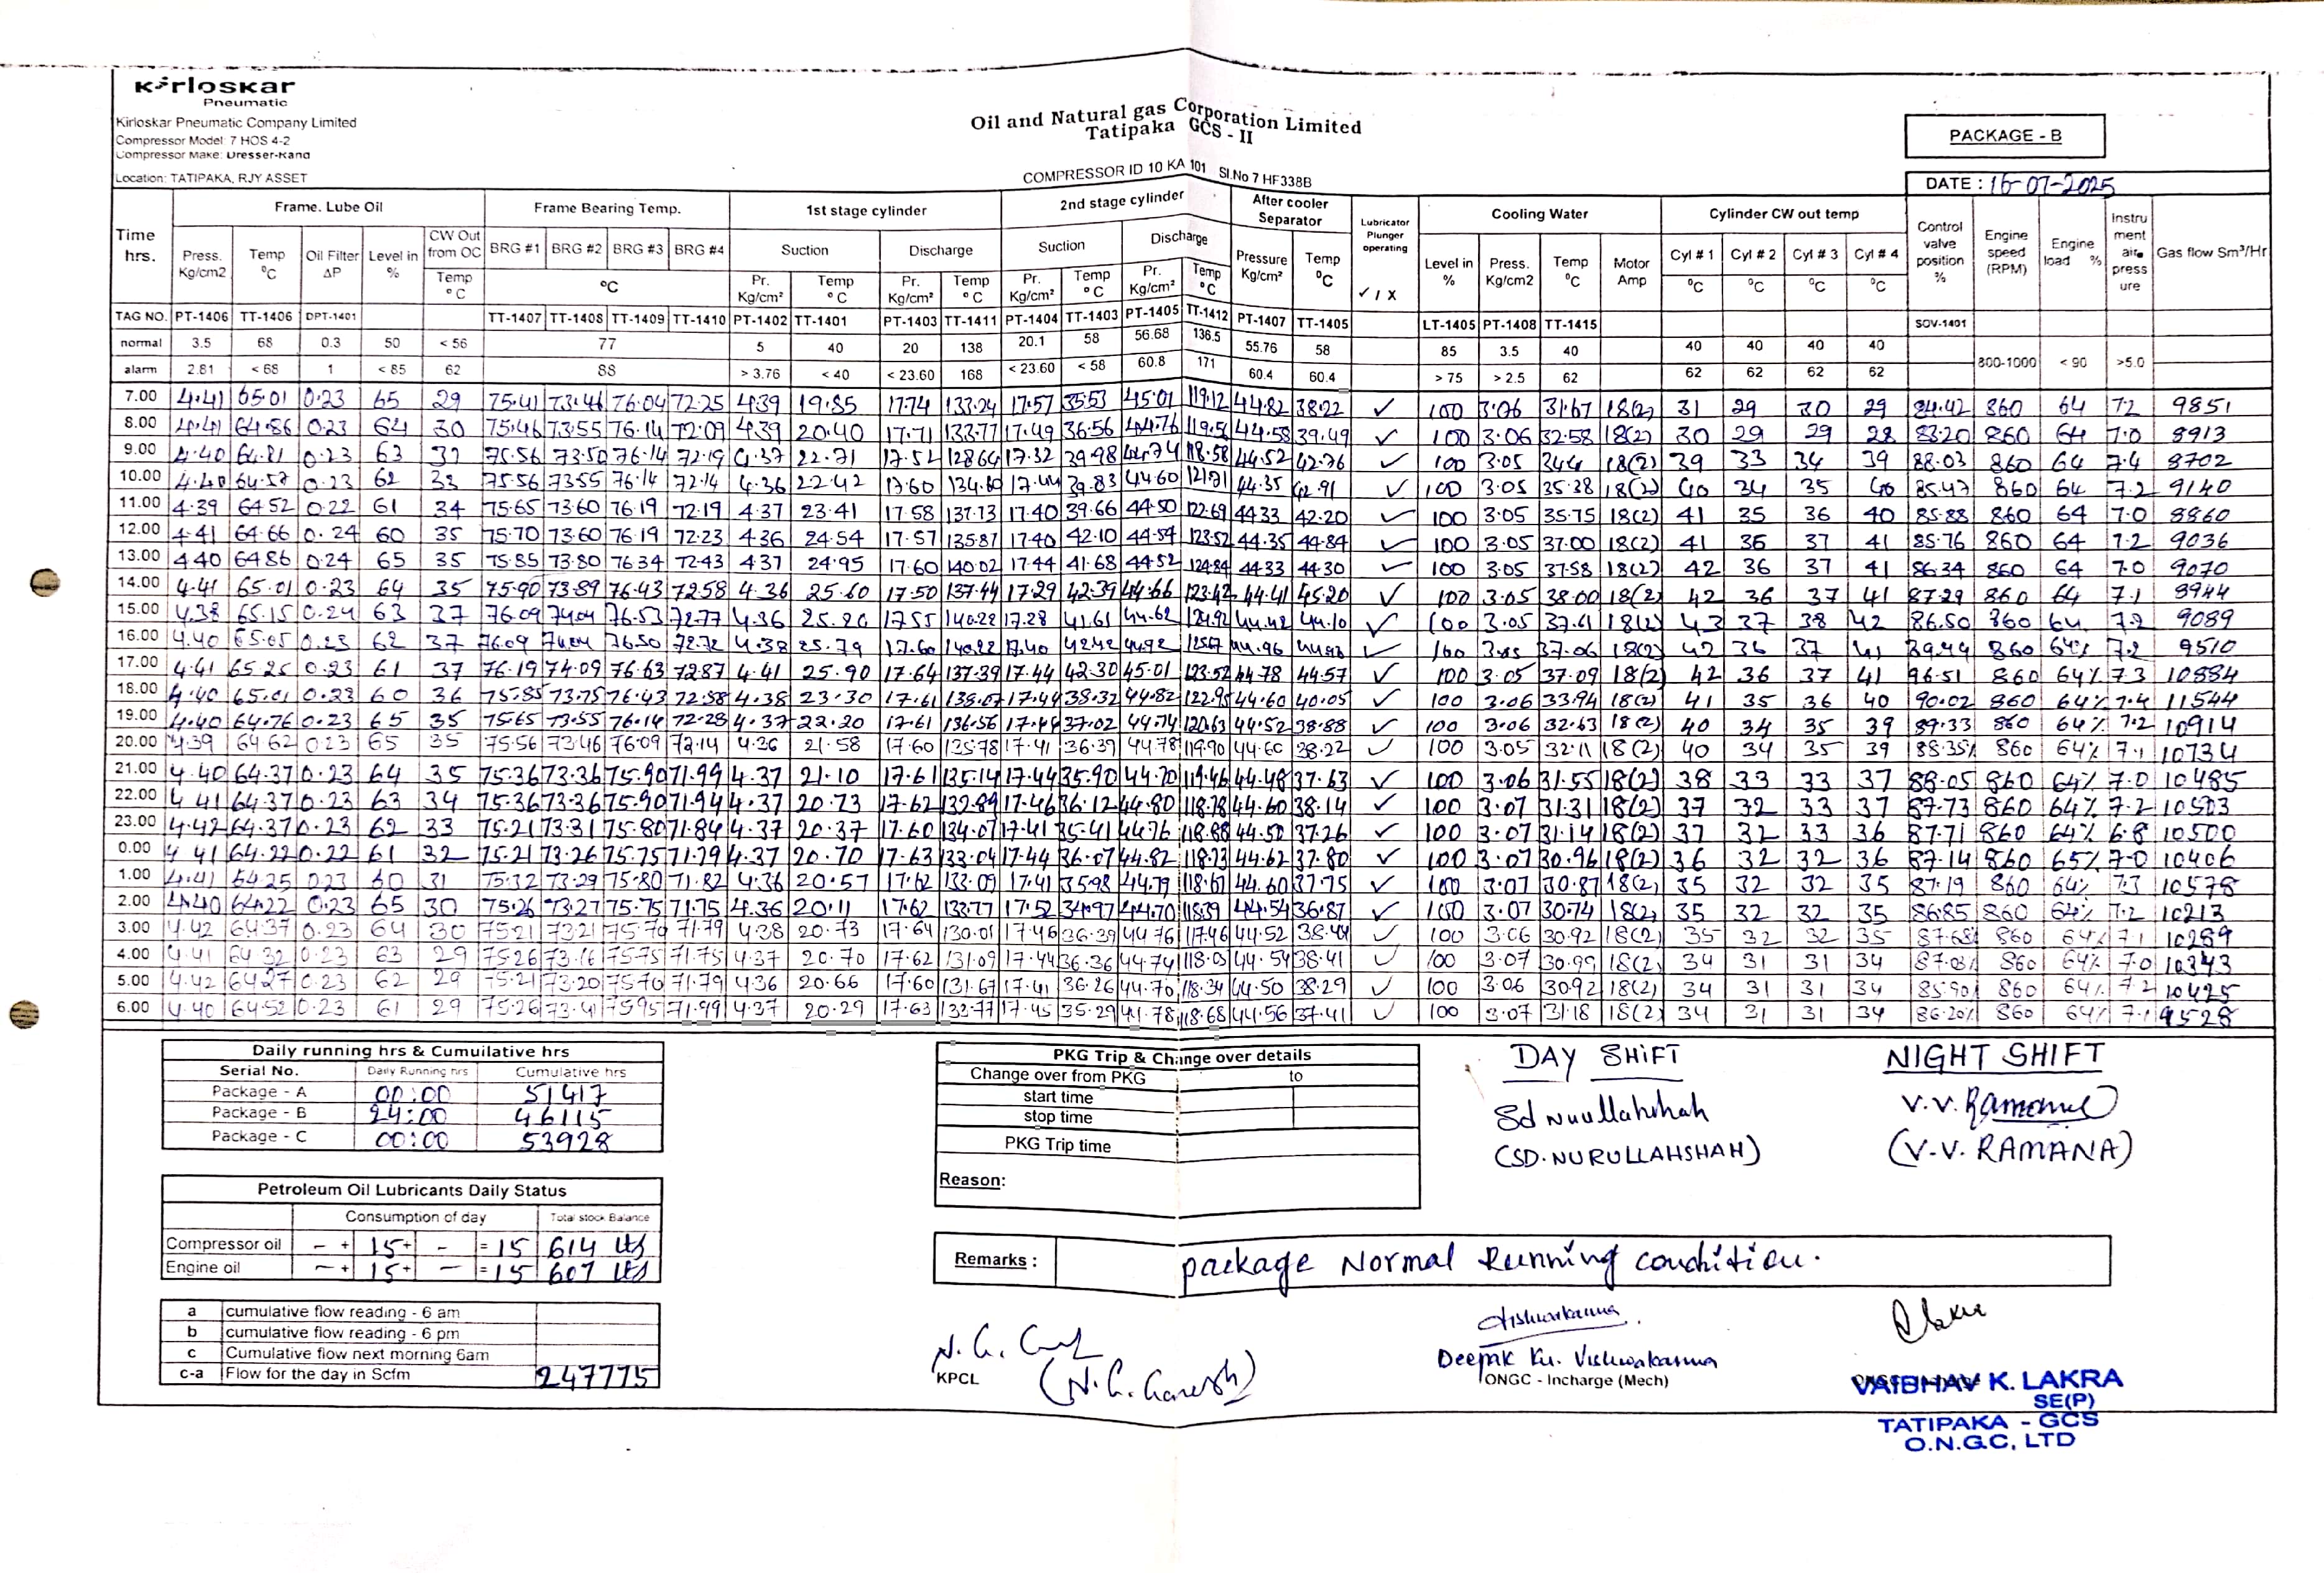 Kirloskar
Pneumatic
Kirloskar Pneumatic Company Limited
Compressor Model: 7 HOS 4-2
Compressor Make: Dresser-Rand
Location: TATIPAKA, RJY ASSET
Oil and Natural gas Corporation Limited
Tatipaka GCS - II
COMPRESSOR ID 10 KA 101 Sl.No 7 HF338B
PACKAGE - B
DATE : 16-07-2025
Time hrs. Frame. Lube Oil Frame Bearing Temp. 1st stage cylinder 2nd stage cylinder After cooler Separator Lubricator Plunger operating Cooling Water Cylinder CW out temp Control valve position % Engine speed (RPM) Engine load % Instru ment air press ure Gas flow Sm³/Hr
Press. Kg/cm2 Temp ºC Oil Filter ΔP Level in % CW Out from OC Temp ºC BRG #1 BRG #2 BRG #3 BRG #4 ºC Suction Discharge Suction Discharge Pressure Kg/cm² Temp ºC ✓ / X Level in % Press. Kg/cm2 Temp ºC Motor Amp Cyl # 1 Cyl # 2 Cyl # 3 Cyl # 4
Pr. Kg/cm² Temp ºC Pr. Kg/cm² Temp ºC Pr. Kg/cm² Temp ºC Pr. Kg/cm² Temp ºC ºC ºC ºC ºC
TAG NO. PT-1406 TT-1406 DPT-1401 TT-1407 TT-1408 TT-1409 TT-1410 PT-1402 TT-1401 PT-1403 TT-1411 PT-1404 TT-1403 PT-1405 TT-1412 PT-1407 TT-1405 LT-1405 PT-1408 TT-1415 SOV-1401
normal 3.5 68 0.3 50 < 56 77 5 40 20 138 20.1 58 56.68 136.5 55.76 58 85 3.5 40 40 40 40 40
alarm 2.81 < 68 1 < 85 62 88 > 3.76 < 40 < 23.60 168 < 23.60 < 58 60.8 171 60.4 60.4 > 75 > 2.5 62 62 62 62 62 800-1000 < 90 >5.0
7.00 4.41 65.01 0.23 65 29 75.41 73.46 76.04 72.25 4.39 19.85 17.74 133.24 17.57 35.53 45.01 119.12 44.82 38.22 ✓ 100 3.06 31.67 18(2) 31 29 30 29 84.42 860 64 7.2 9851
8.00 4.41 64.86 0.23 64 30 75.46 73.55 76.14 72.09 4.39 20.40 17.71 133.77 17.49 36.56 44.76 44.58 39.49 ✓ 100 3.06 32.58 18(2) 30 29 29 28 83.20 860 64 7.0 8913
9.00 4.40 64.81 0.23 63 32 75.56 73.50 76.14 72.19 4.37 22.71 17.52 128.64 17.32 39.98 44.74 118.58 44.52 42.76 ✓ 100 3.05 34.4 18(2) 39 33 34 39 88.03 860 64 7.4 8702
10.00 4.40 64.57 0.23 62 33 75.56 73.55 76.14 72.14 4.36 22.42 17.60 134.80 17.44 39.83 44.60 44.35 42.91 ✓ 100 3.05 35.38 18(2) 40 34 35 40 85.47 860 64 7.2 9140
11.00 4.39 64.52 0.22 61 34 75.65 73.60 76.19 72.19 4.37 23.41 17.58 137.13 17.40 39.66 44.50 122.69 44.33 42.20 ✓ 100 3.05 35.75 18(2) 41 35 36 40 85.88 860 64 7.0 8860
12.00 4.41 64.66 0.24 60 35 75.70 73.60 76.19 72.23 4.36 24.54 17.57 135.87 17.40 42.10 44.54 123.52 44.35 44.84 ✓ 100 3.05 37.00 18(2) 41 36 37 41 85.76 860 64 7.2 9036
13.00 4.40 64.86 0.24 65 35 75.85 73.80 76.34 72.43 4.37 24.95 17.60 140.02 17.44 41.68 44.52 124.84 44.33 44.30 ✓ 100 3.05 37.58 18(2) 42 36 37 41 86.34 860 64 7.0 9070
14.00 4.41 65.01 0.23 64 35 75.90 73.89 76.43 72.58 4.36 25.60 17.50 137.44 17.29 42.39 44.66 123.42 44.41 45.20 ✓ 100 3.05 38.00 18(2) 42 36 37 41 87.29 860 64 7.1 8944
15.00 4.38 65.15 0.24 63 37 76.09 74.04 76.53 72.77 4.36 25.26 17.55 140.22 17.28 41.61 44.62 124.92 44.42 44.10 ✓ 100 3.05 37.61 18(2) 43 37 38 42 86.50 860 64 7.2 9089
16.00 4.40 65.05 0.23 62 37 76.09 74.04 76.50 72.72 4.38 25.79 17.60 17.40 42.42 44.92 44.96 ✓ 100 3.05 37.06 18(2) 42 36 37 41 860 64% 7.2 9510
17.00 4.41 65.25 0.23 61 37 76.19 74.09 76.63 72.87 4.41 25.90 17.64 137.39 17.44 42.30 45.01 123.52 44.78 44.57 ✓ 100 3.05 37.09 18(2) 42 36 37 41 96.51 860 64% 7.3 10884
18.00 4.40 65.01 0.23 60 36 75.85 73.75 76.43 72.58 4.38 23.30 17.61 138.07 17.44 38.32 44.82 122.95 44.60 40.05 ✓ 100 3.06 33.94 18(2) 41 35 36 40 90.02 860 64% 7.4 11544
19.00 4.40 64.76 0.23 65 35 75.65 73.55 76.14 72.28 4.37 22.20 17.61 136.56 17.44 37.02 44.74 120.63 44.52 38.88 ✓ 100 3.06 32.63 18(2) 40 34 35 39 89.33 860 64% 7.2 10914
20.00 4.39 64.62 0.23 65 35 75.56 73.46 76.09 72.14 4.36 21.58 17.60 135.78 17.41 36.39 44.78 119.90 44.60 38.22 ✓ 100 3.05 32.11 18(2) 40 34 35 39 88.35% 860 64% 7.1 10734
21.00 4.40 64.37 0.23 64 35 75.36 73.36 75.90 71.99 4.37 21.10 17.61 135.14 17.44 35.90 44.70 119.46 44.48 37.63 ✓ 100 3.06 31.55 18(2) 38 33 33 37 88.05 860 64% 7.0 10485
22.00 4.41 64.37 0.23 63 34 75.36 73.36 75.90 71.94 4.37 20.73 17.62 132.89 17.46 36.12 44.80 118.78 44.60 38.14 ✓ 100 3.07 31.31 18(2) 37 32 33 37 87.73 860 64% 7.2 10503
23.00 4.42 64.37 0.23 62 33 75.21 73.31 75.80 71.84 4.37 20.37 17.60 134.07 17.41 35.41 44.76 118.88 44.50 37.26 ✓ 100 3.07 31.14 18(2) 37 32 33 36 87.71 860 64% 6.8 10500
0.00 4.41 64.22 0.22 61 32 75.21 73.26 75.75 71.79 4.37 20.70 17.63 133.04 17.44 36.07 44.82 118.73 44.62 37.80 ✓ 100 3.07 30.96 18(2) 36 32 32 36 87.14 860 65% 7.0 10406
1.00 4.41 64.25 0.23 60 31 75.32 73.29 75.80 71.82 4.36 20.57 17.62 133.09 17.41 35.98 44.79 118.67 44.60 37.75 ✓ 100 3.07 30.87 18(2) 35 32 32 35 87.19 860 64% 7.3 10578
2.00 4.40 64.22 0.23 65 30 75.26 73.27 75.75 71.75 4.36 20.11 17.62 133.77 17.52 34.97 44.70 118.39 44.54 36.87 ✓ 100 3.07 30.74 18(2) 35 32 32 35 86.85 860 64% 7.2 10213
3.00 4.42 64.37 0.23 64 30 75.21 73.21 75.70 71.79 4.38 20.73 17.64 130.01 17.46 36.39 44.76 117.46 44.52 38.44 ✓ 100 3.06 30.92 18(2) 35 32 32 35 87.68% 860 64% 7.1 10289
4.00 4.41 64.32 0.23 63 29 75.26 73.16 75.75 71.75 4.37 20.70 17.62 131.09 17.44 36.36 44.74 118.05 44.54 38.41 ✓ 100 3.07 30.99 18(2) 34 31 31 34 87.03% 860 64% 7.0 10343
5.00 4.42 64.27 0.23 62 29 75.21 73.20 75.70 71.79 4.36 20.66 17.60 131.67 17.41 36.26 44.70 118.34 44.50 38.29 ✓ 100 3.06 30.92 18(2) 34 31 31 34 85.90% 860 64% 7.2 10425
6.00 4.40 64.52 0.23 61 29 75.26 73.41 75.95 71.99 4.37 20.29 17.63 132.77 17.45 35.29 44.78 118.68 44.56 37.41 ✓ 100 3.07 31.18 18(2) 34 31 31 34 86.20% 860 64% 7.1 9528
Daily running hrs & Cumuilative hrs
Serial No. Daily Running hrs Cumulative hrs
Package - A 00:00 51417
Package - B 24:00 46115
Package - C 00:00 53928
PKG Trip & Change over details
Change over from PKG to
start time
stop time
PKG Trip time
Reason:
DAY SHIFT
Sd Nurullahshah
(SD.NURULLAHSHAH)
NIGHT SHIFT
V.V.Ramana
(V.V.RAMANA)
Petroleum Oil Lubricants Daily Status
Consumption of day Total stock Balance
Compressor oil - + 15+ - = 15 614 lts
Engine oil - + 15+ - = 15 607 lts
Remarks : package Normal Running condition.
a cumulative flow reading - 6 am
b cumulative flow reading - 6 pm
c Cumulative flow next morning 6am
c-a Flow for the day in Scfm 247775
KPCL
(N.G.Ganesh)
Deepak Ku. Vishwakarma
ONGC - Incharge (Mech)
VAIBHAV K. LAKRA
SE(P)
TATIPAKA - GCS
O.N.G.C, LTD